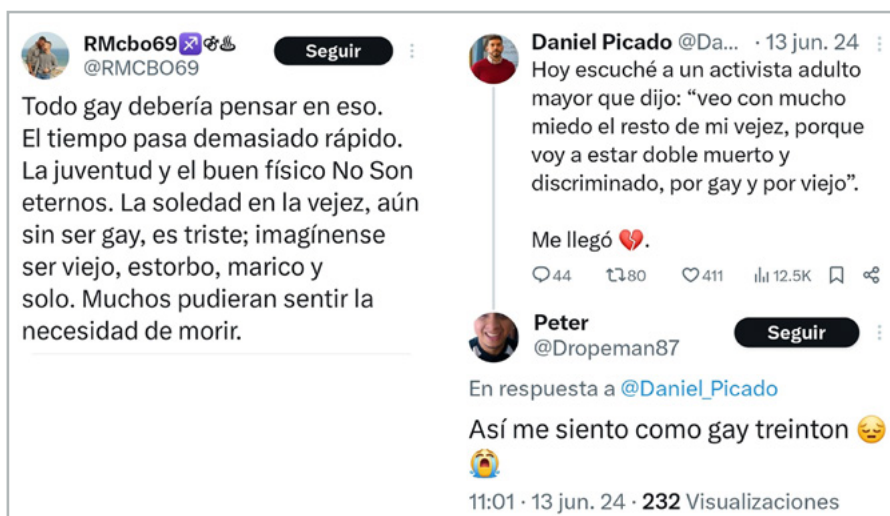 RMcbo69♐🕉♨
@RMCBO69
Seguir
Todo gay debería pensar en eso.
El tiempo pasa demasiado rápido.
La juventud y el buen físico No Son
eternos. La soledad en la vejez, aún
sin ser gay, es triste; imagínense
ser viejo, estorbo, marico y
solo. Muchos pudieran sentir la
necesidad de morir.
Daniel Picado @Da... · 13 jun. 24
Hoy escuché a un activista adulto
mayor que dijo: “veo con mucho
miedo el resto de mi vejez, porque
voy a estar doble muerto y
discriminado, por gay y por viejo”.
Me llegó 💔.
44 80 411 12.5K
Peter
@Dropeman87
Seguir
En respuesta a @Daniel_Picado
Así me siento como gay treinton 😔
😭
11:01 · 13 jun. 24 · 232 Visualizaciones